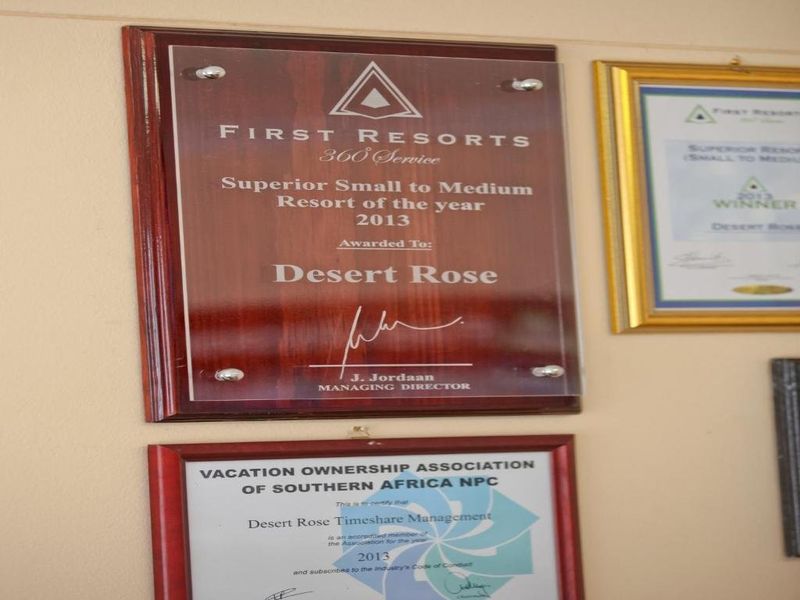 FIRST RESORTS
360° Service
Superior Small to Medium
Resort of the year
2013
Awarded To:
Desert Rose
J. Jordaan
MANAGING DIRECTOR
FIRST RESORTS
SUPERIOR RESOR
(SMALL TO MEDIU
2013
WINNER
DESERT ROSE
VACATION OWNERSHIP ASSOCIATION
OF SOUTHERN AFRICA NPC
This is to certify that
Desert Rose Timeshare Management
is an accredited member of
the Association for the year
2013
and subscribes to the Industry's Code of Conduct